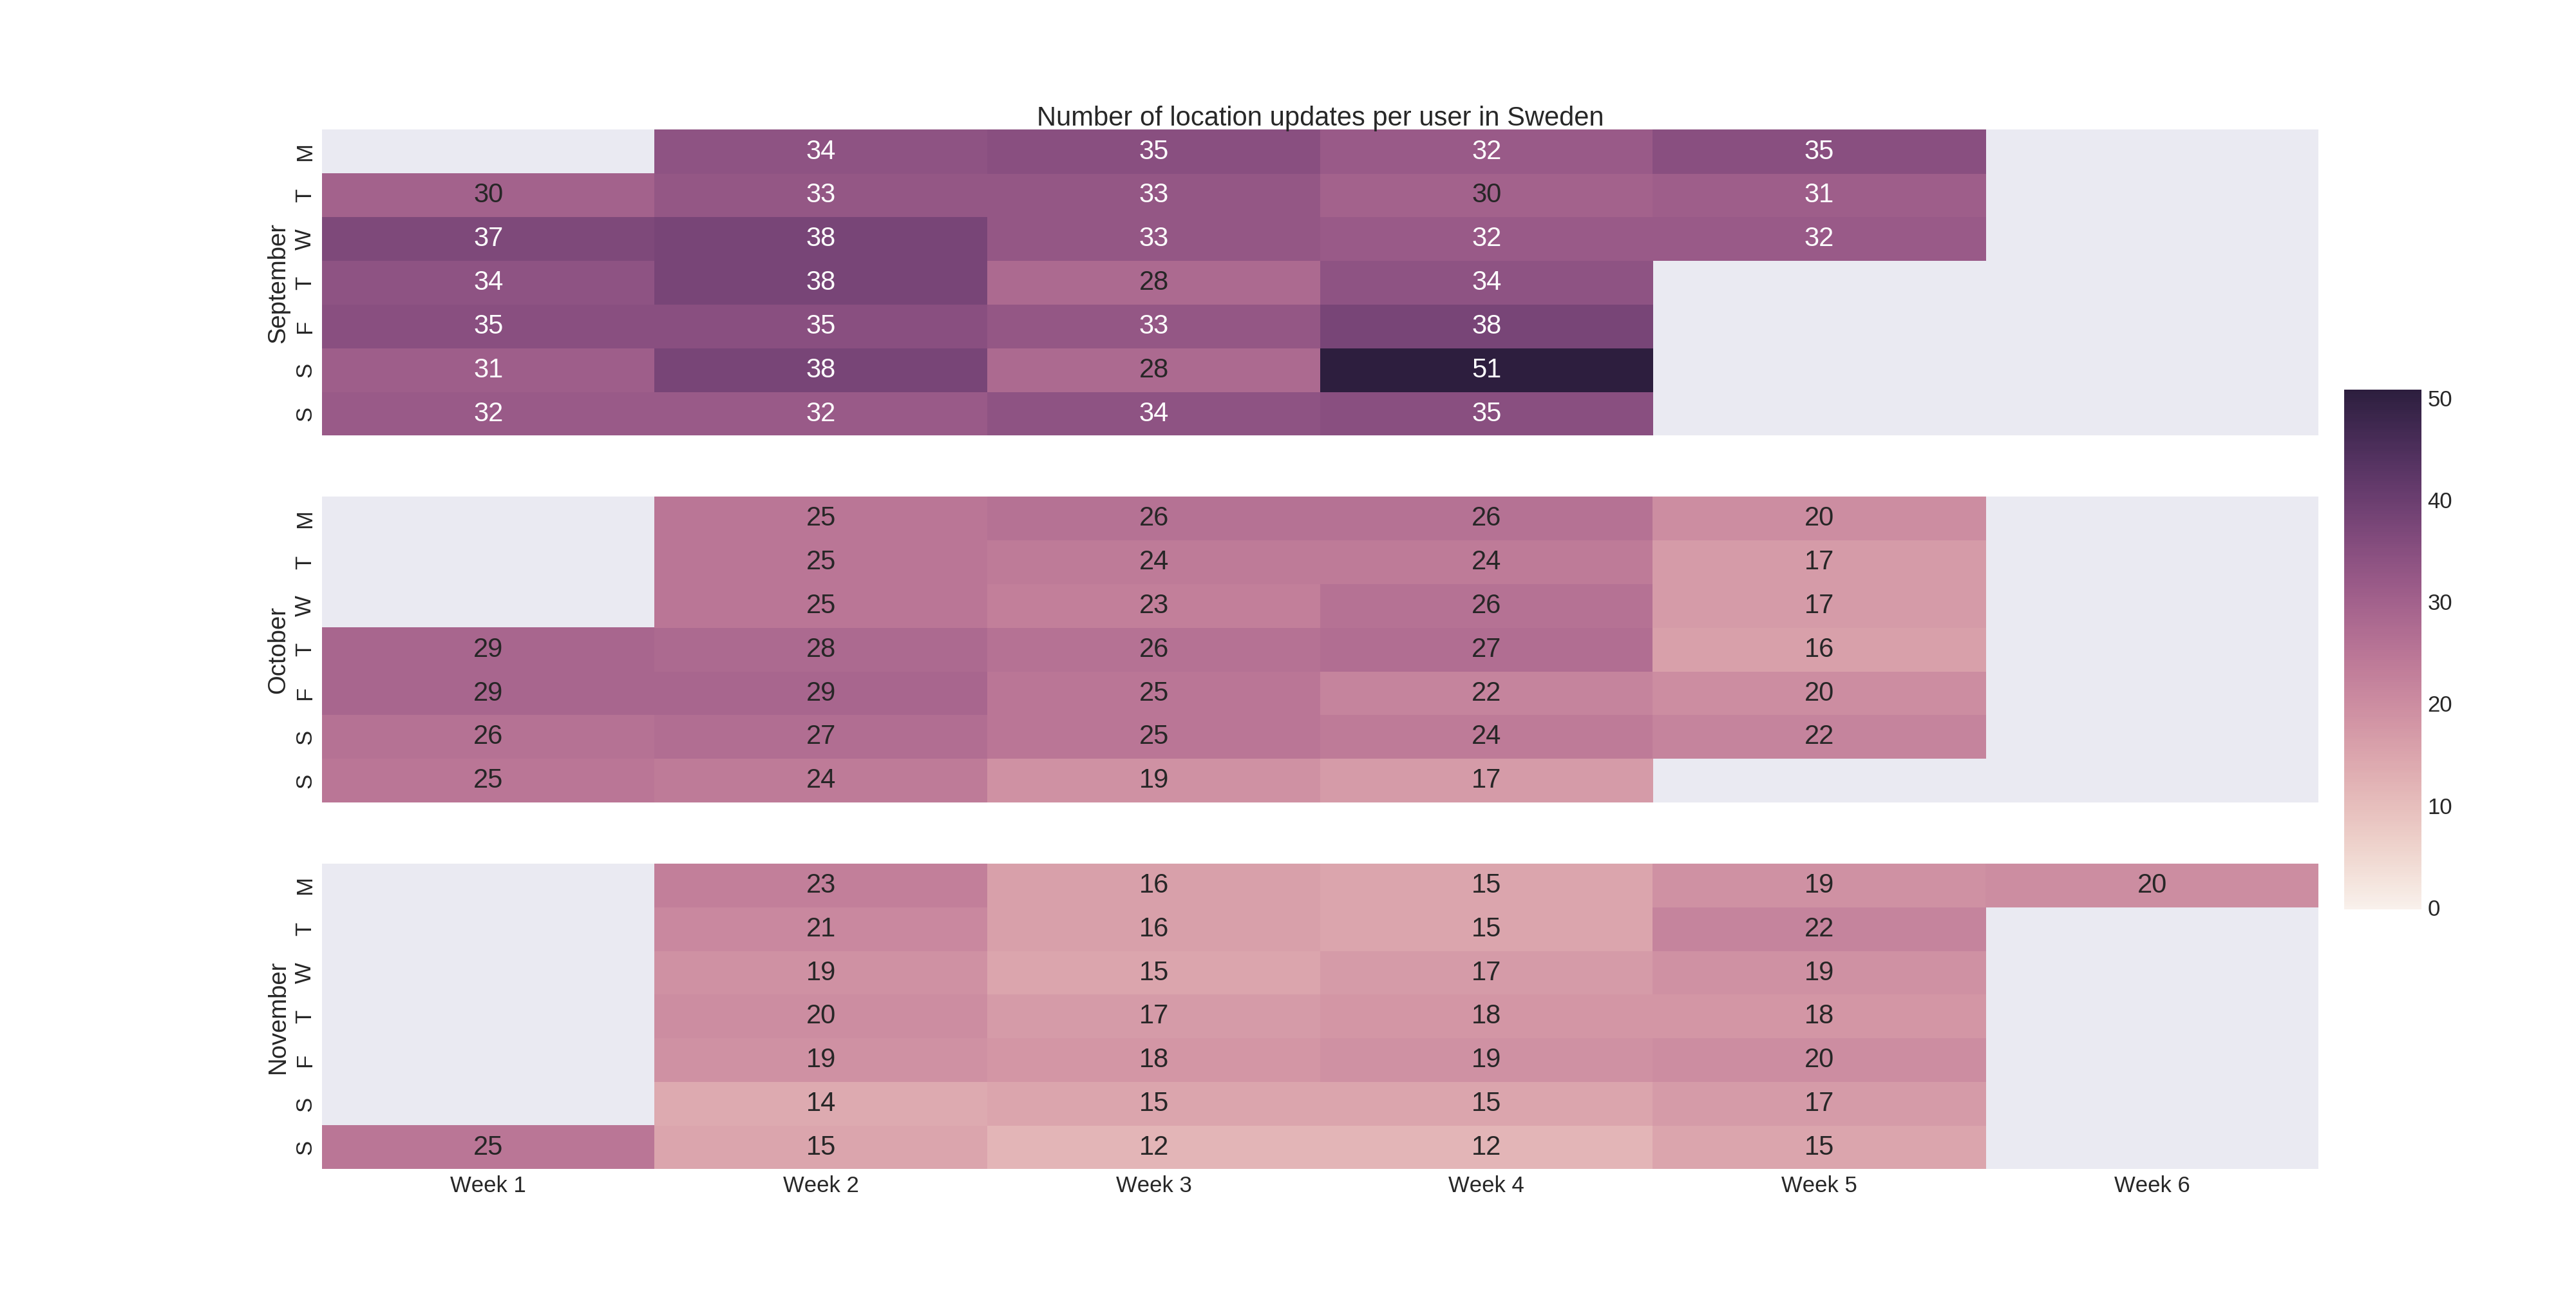 Number of location updates per user in Sweden
September
M 34 35 32 35
T 30 33 33 30 31
W 37 38 33 32 32
T 34 38 28 34
F 35 35 33 38
S 31 38 28 51
S 32 32 34 35
October
M 25 26 26 20
T 25 24 24 17
W 25 23 26 17
T 29 28 26 27 16
F 29 29 25 22 20
S 26 27 25 24 22
S 25 24 19 17
November
M 23 16 15 19 20
T 21 16 15 22
W 19 15 17 19
T 20 17 18 18
F 19 18 19 20
S 14 15 15 17
S 25 15 12 12 15
Week 1 Week 2 Week 3 Week 4 Week 5 Week 6
50
40
30
20
10
0